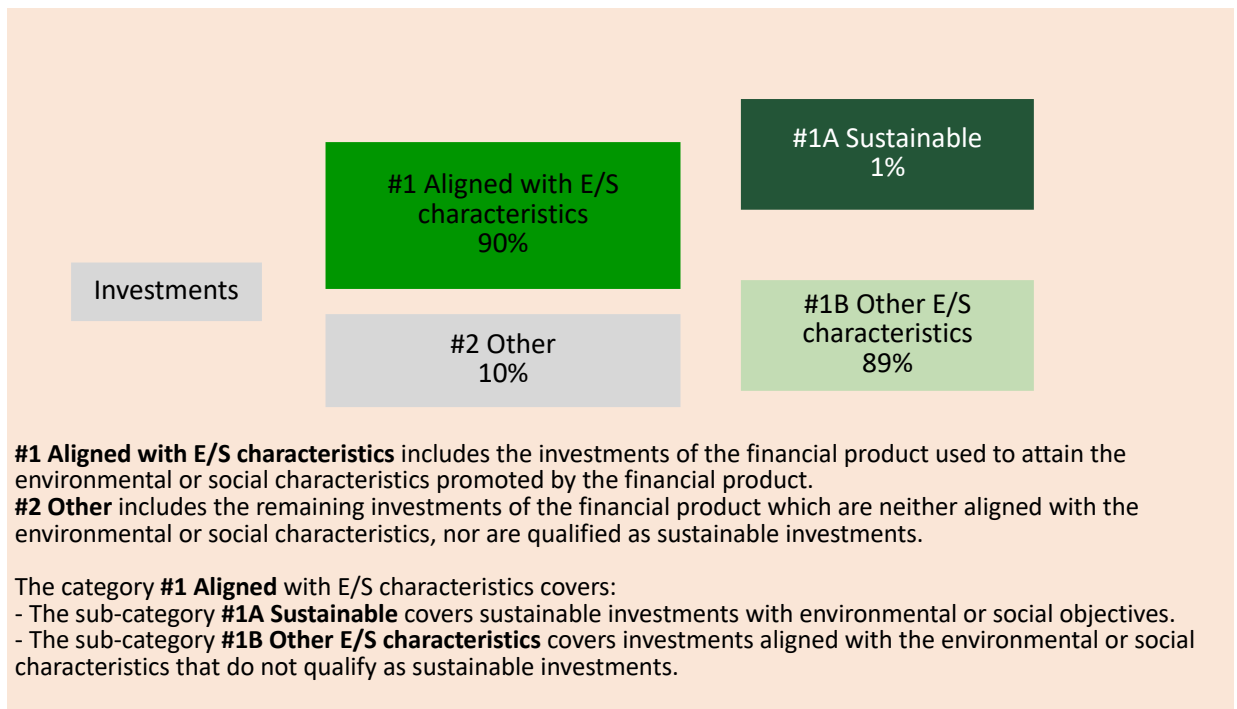 #1A Sustainable
1%
#1 Aligned with E/S
characteristics
90%
Investments
#1B Other E/S
characteristics
89%
#2 Other
10%
#1 Aligned with E/S characteristics includes the investments of the financial product used to attain the
environmental or social characteristics promoted by the financial product.
#2 Other includes the remaining investments of the financial product which are neither aligned with the
environmental or social characteristics, nor are qualified as sustainable investments.
The category #1 Aligned with E/S characteristics covers:
- The sub-category #1A Sustainable covers sustainable investments with environmental or social objectives.
- The sub-category #1B Other E/S characteristics covers investments aligned with the environmental or social
characteristics that do not qualify as sustainable investments.